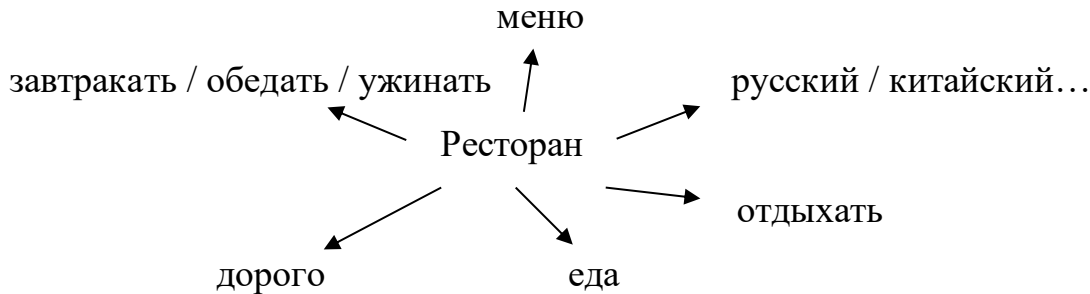 меню
завтракать / обедать / ужинать
русский / китайский…
Ресторан
отдыхать
дорого
еда